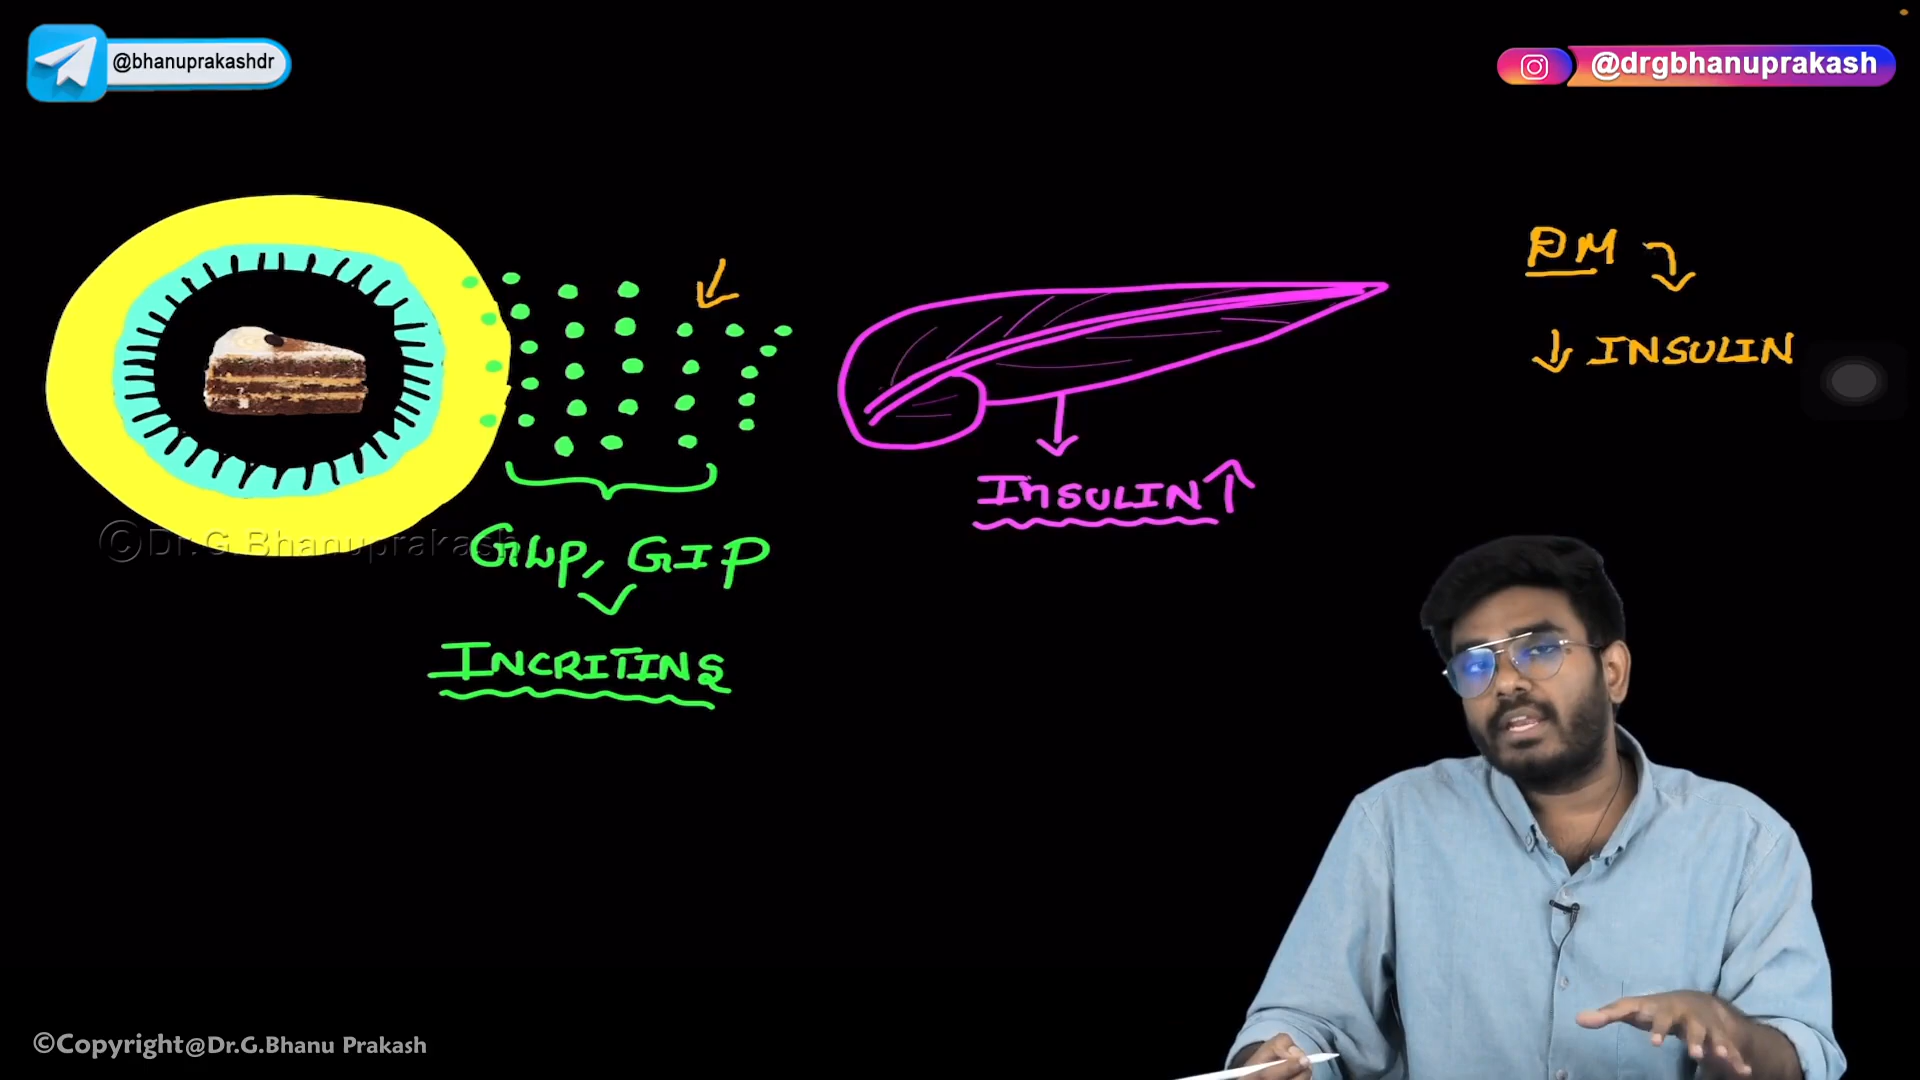 @bhanuprakashdr
@drgbhanuprakash
DM
↓ INSULIN
INSULIN ↑
©Dr.G.Bhanuprakash
GLP, GIP
INCRITINS
©Copyright@Dr.G.Bhanu Prakash